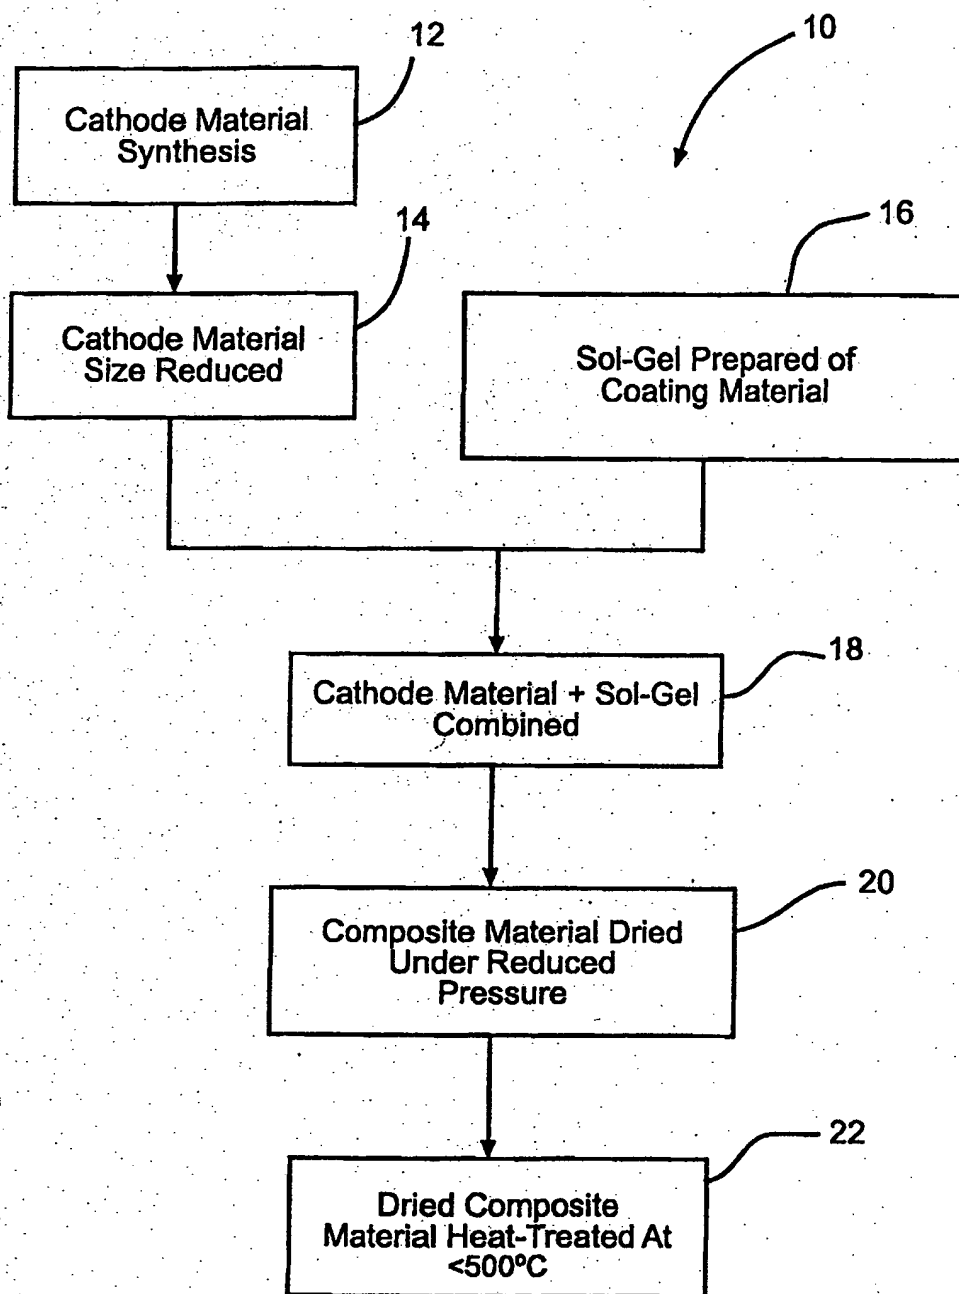 12
10
Cathode Material
Synthesis
14
16
Cathode Material
Size Reduced
Sol-Gel Prepared of
Coating Material
18
Cathode Material + Sol-Gel
Combined
20
Composite Material Dried
Under Reduced
Pressure
22
Dried Composite
Material Heat-Treated At
<500ºC